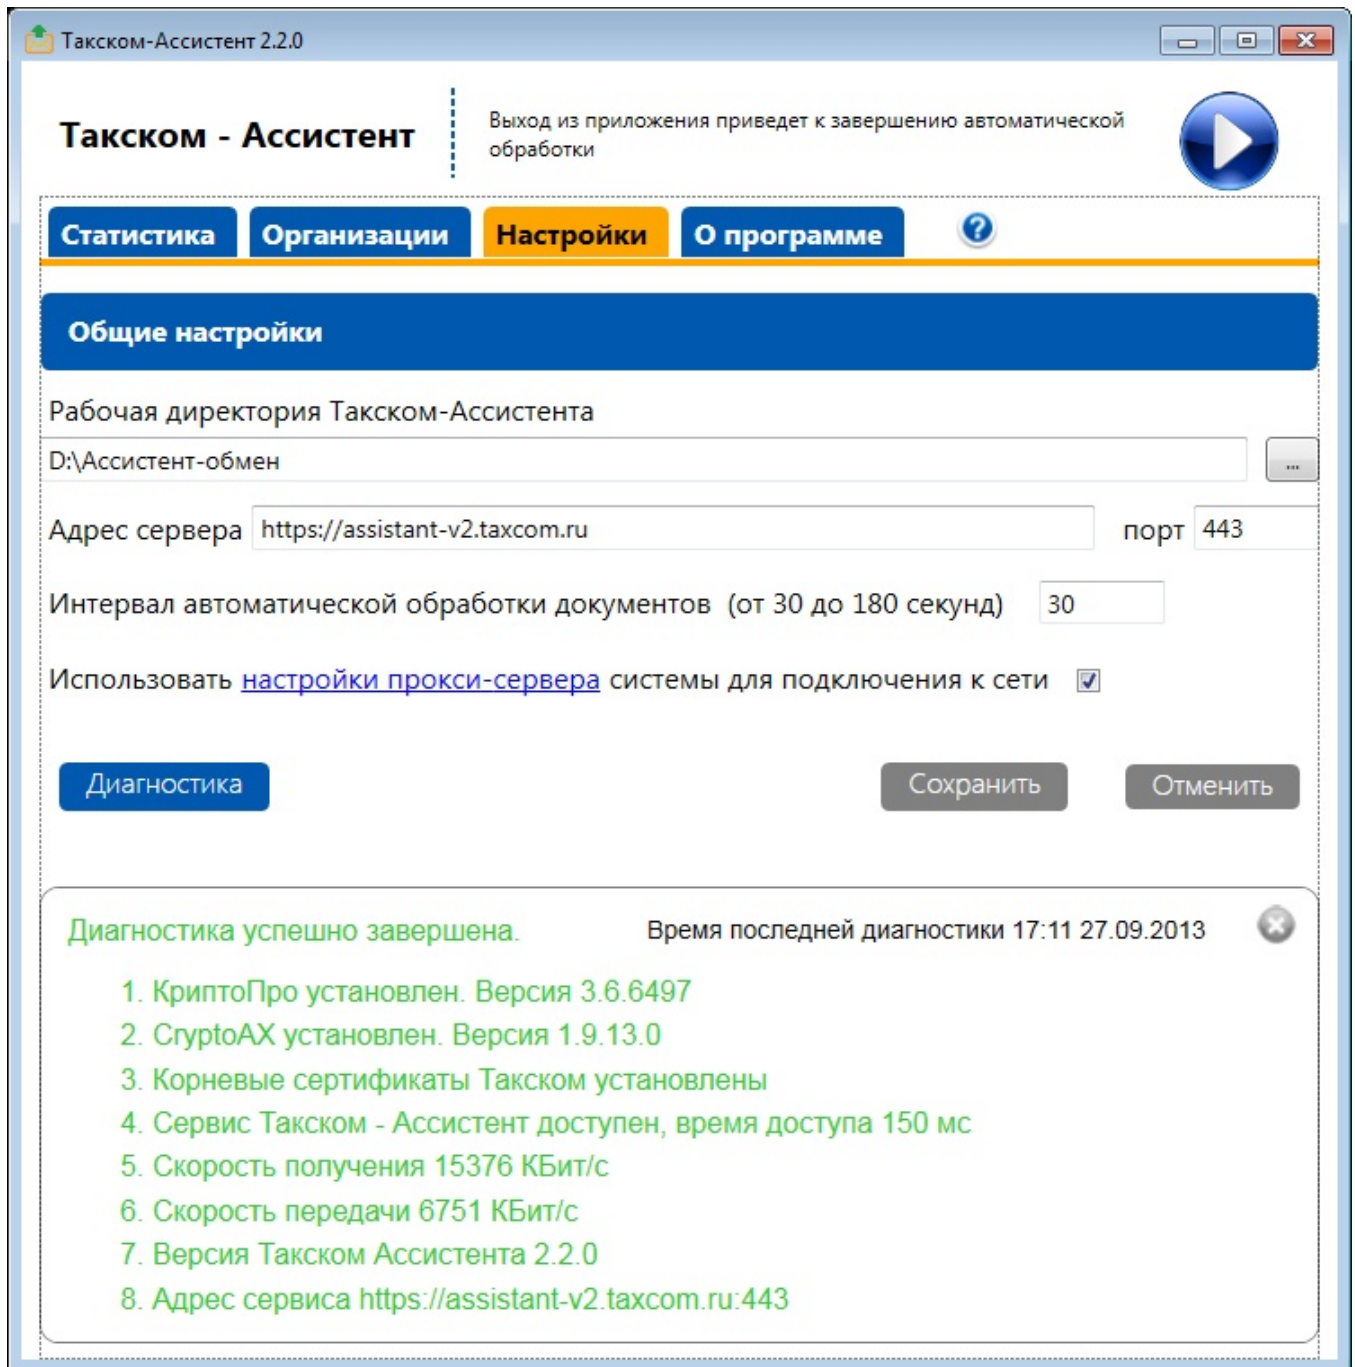 Такском-Ассистент 2.2.0
Такском - Ассистент
Выход из приложения приведет к завершению автоматической
обработки
Статистика Организации Настройки О программе ?
Общие настройки
Рабочая директория Такском-Ассистента
D:\Ассистент-обмен ...
Адрес сервера https://assistant-v2.taxcom.ru порт 443
Интервал автоматической обработки документов (от 30 до 180 секунд) 30
Использовать настройки прокси-сервера системы для подключения к сети
Диагностика Сохранить Отменить
Диагностика успешно завершена. Время последней диагностики 17:11 27.09.2013
1. КриптоПро установлен. Версия 3.6.6497
2. CryptoAX установлен. Версия 1.9.13.0
3. Корневые сертификаты Такском установлены
4. Сервис Такском - Ассистент доступен, время доступа 150 мс
5. Скорость получения 15376 КБит/с
6. Скорость передачи 6751 КБит/с
7. Версия Такском Ассистента 2.2.0
8. Адрес сервиса https://assistant-v2.taxcom.ru:443